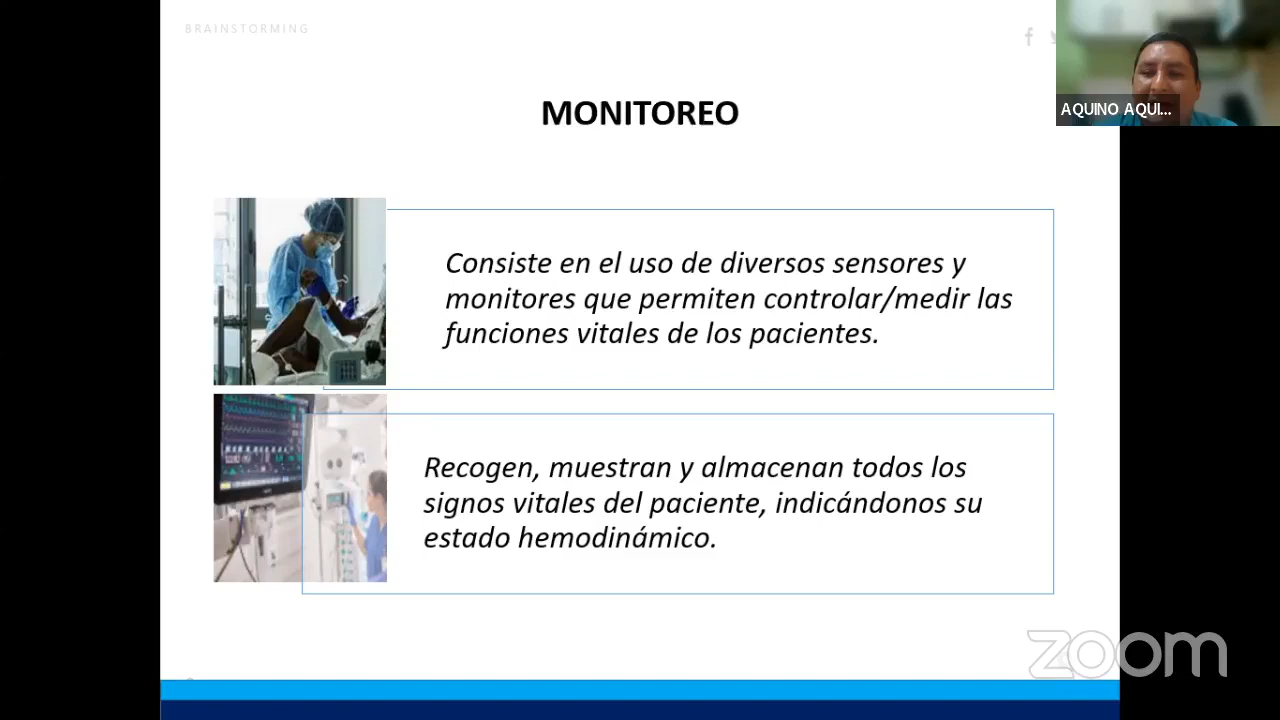 BRAINSTORMING
AQUINO AQUI...
MONITOREO
Consiste en el uso de diversos sensores y
monitores que permiten controlar/medir las
funciones vitales de los pacientes.
Recogen, muestran y almacenan todos los
signos vitales del paciente, indicándonos su
estado hemodinámico.
zoom